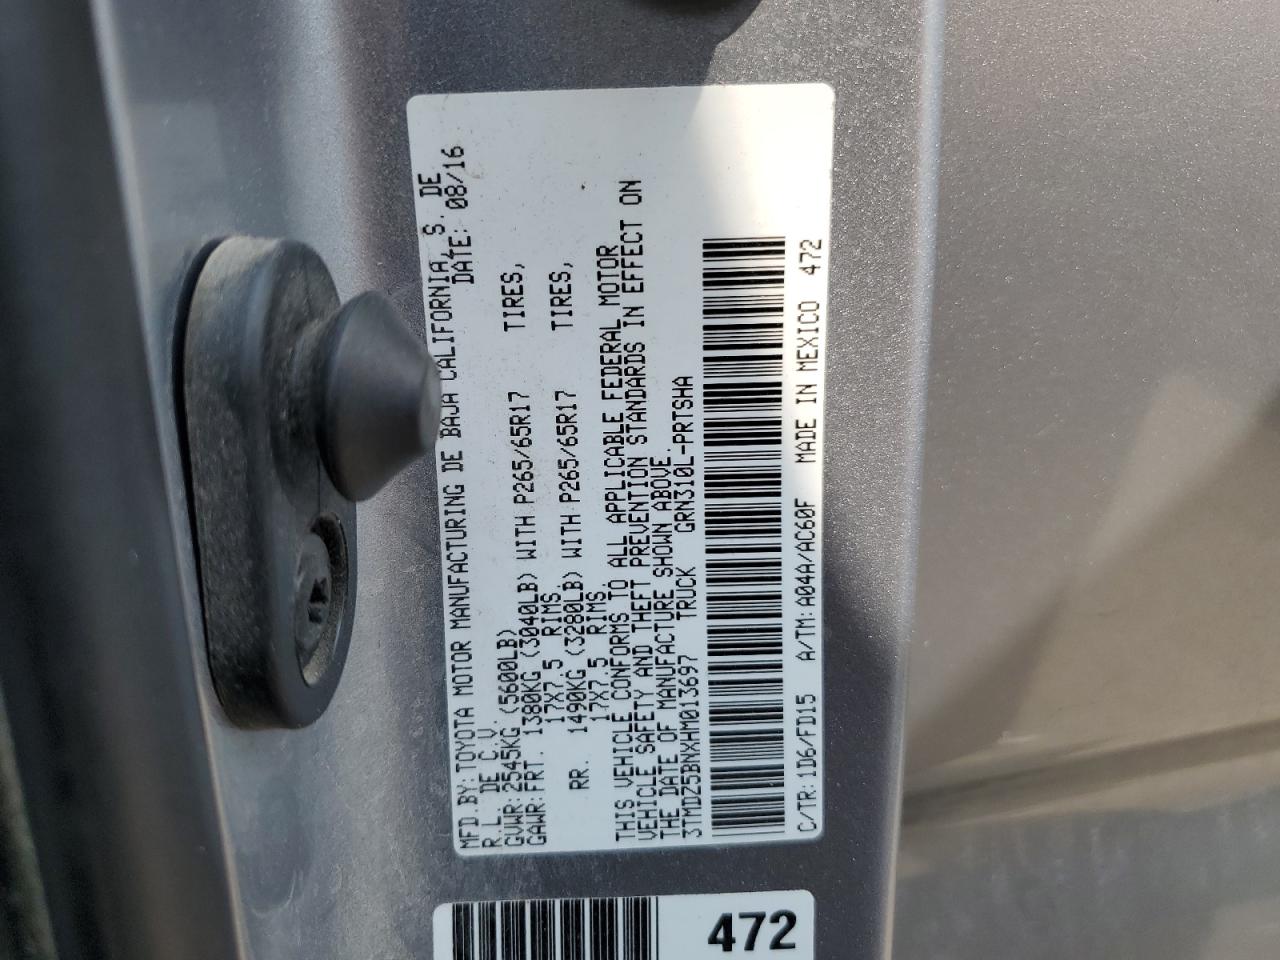 MFD.BY:TOYOTA MOTOR MANUFACTURING DE BAJA CALIFORNIA, S. DE
R.L. DE C.V. DATE: 08/16
GVWR:2545KG (5600LB)
GAWR:FRT. 1380KG (3040LB) WITH P265/65R17 TIRES,
17X7.5 RIMS.
RR. 1490KG (3280LB) WITH P265/65R17 TIRES,
17X7.5 RIMS.
THIS VEHICLE CONFORMS TO ALL APPLICABLE FEDERAL MOTOR
VEHICLE SAFETY AND THEFT PREVENTION STANDARDS IN EFFECT ON
THE DATE OF MANUFACTURE SHOWN ABOVE.
3TMDZ5BNXHM013697 TRUCK GRN310L-PRTSHA
C/TR:1D6/FD15 A/TM:A04A/AC60F MADE IN MEXICO 472
472